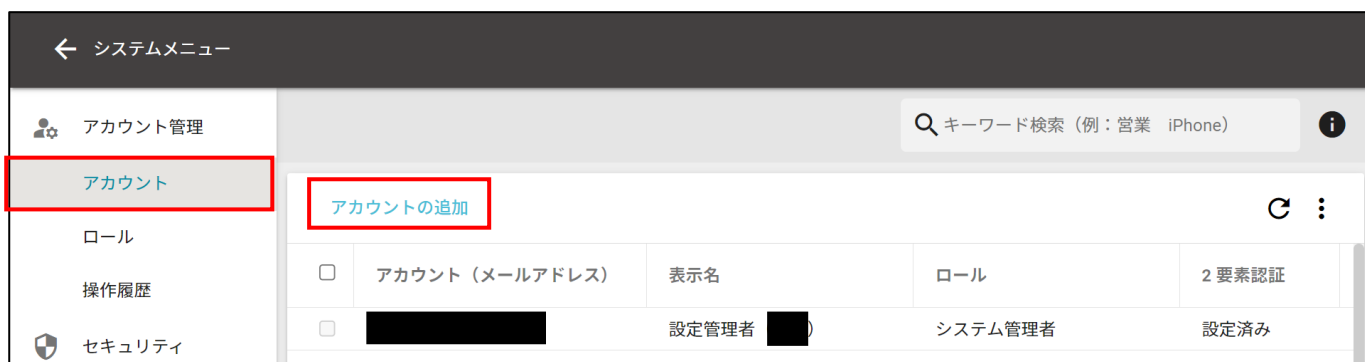 システムメニュー
アカウント管理
キーワード検索（例：営業　iPhone）
アカウント
アカウントの追加
ロール
アカウント（メールアドレス） 表示名 ロール 2 要素認証
操作履歴
設定管理者 ) システム管理者 設定済み
セキュリティ